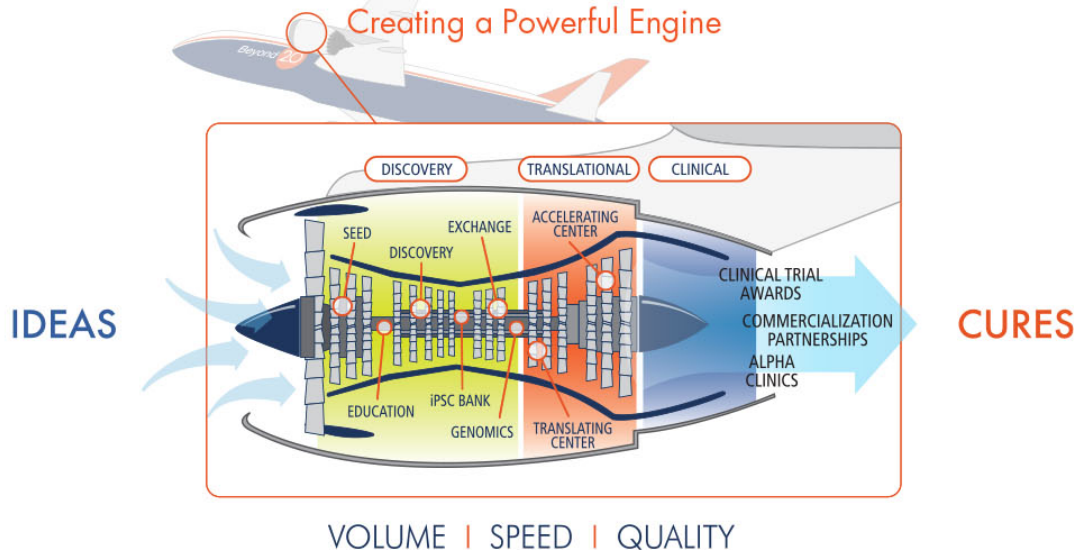 Creating a Powerful Engine
Beyond 20
DISCOVERY
TRANSLATIONAL
CLINICAL
SEED
DISCOVERY
EXCHANGE
ACCELERATING
CENTER
EDUCATION
iPSC BANK
GENOMICS
TRANSLATING
CENTER
CLINICAL TRIAL
AWARDS
COMMERCIALIZATION
PARTNERSHIPS
ALPHA
CLINICS
IDEAS
CURES
VOLUME | SPEED | QUALITY